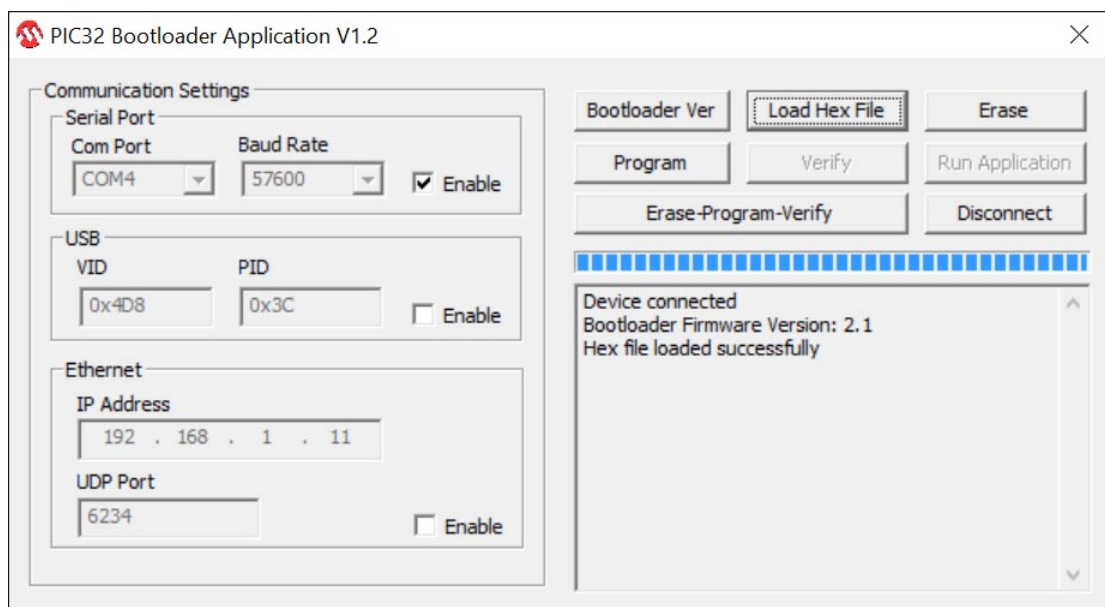 PIC32 Bootloader Application V1.2
Communication Settings
Serial Port
Com Port
Baud Rate
COM4
57600
Enable
USB
VID
PID
0x4D8
0x3C
Enable
Ethernet
IP Address
192 . 168 . 1 . 11
UDP Port
6234
Enable
Bootloader Ver
Load Hex File
Erase
Program
Verify
Run Application
Erase-Program-Verify
Disconnect
Device connected
Bootloader Firmware Version: 2.1
Hex file loaded successfully